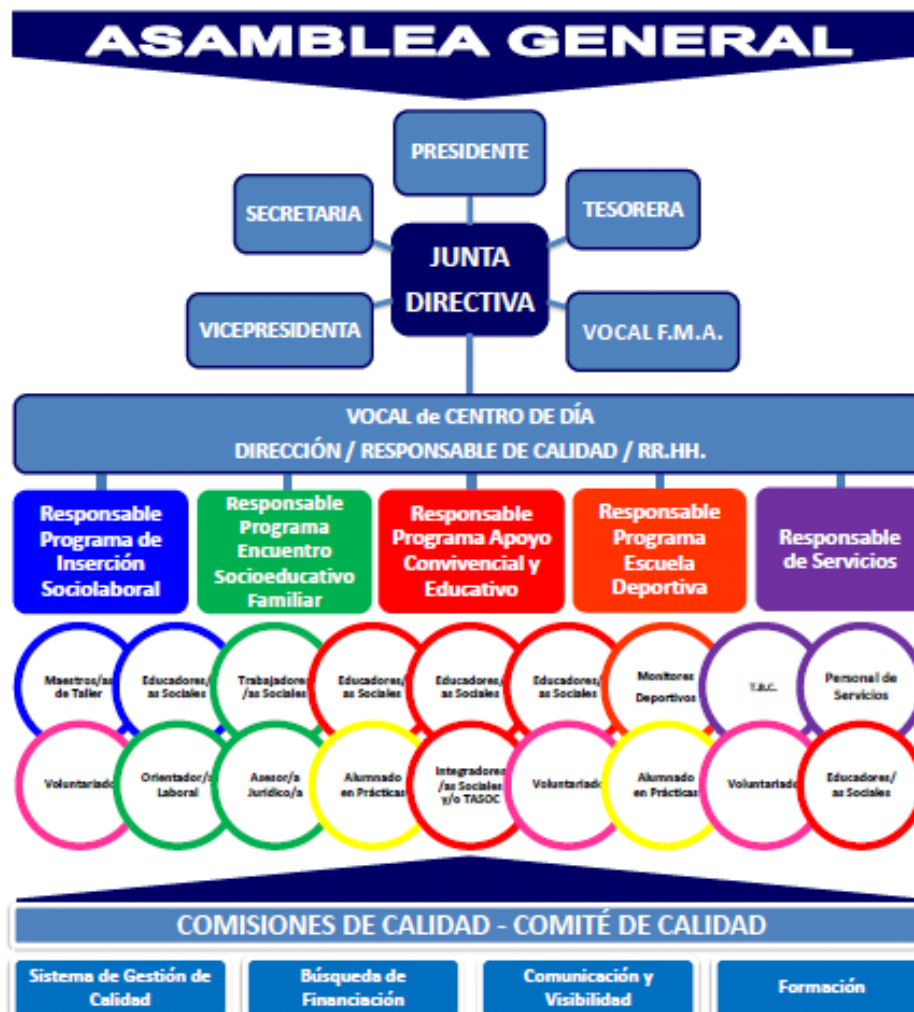 ASAMBLEA GENERAL
PRESIDENTE
SECRETARIA
TESORERA
JUNTA
DIRECTIVA
VICEPRESIDENTA
VOCAL F.M.A.
VOCAL de CENTRO DE DÍA
DIRECCIÓN / RESPONSABLE DE CALIDAD / RR.HH.
Responsable
Programa de
Inserción
Sociolaboral
Responsable
Programa
Encuentro
Socioeducativo
Familiar
Responsable
Programa Apoyo
Convivencial y
Educativo
Responsable
Programa
Escuela
Deportiva
Responsable
de Servicios
Maestros/as
de Taller
Educadores/
as Sociales
Trabajadores
/as Sociales
Educadores/
as Sociales
Educadores/
as Sociales
Educadores/
as Sociales
Monitores
Deportivos
Personal de
Servicios
Voluntariado
Orientador/a
Laboral
Asesor/a
Jurídico/a
Alumnado
en Prácticas
Integradores
/as Sociales
y/o TASOC
Voluntariado
Alumnado
en Prácticas
Voluntariado
Educadores/
as Sociales
COMISIONES DE CALIDAD - COMITÉ DE CALIDAD
Sistema de Gestión de
Calidad
Búsqueda de
Financiación
Comunicación y
Visibilidad
Formación